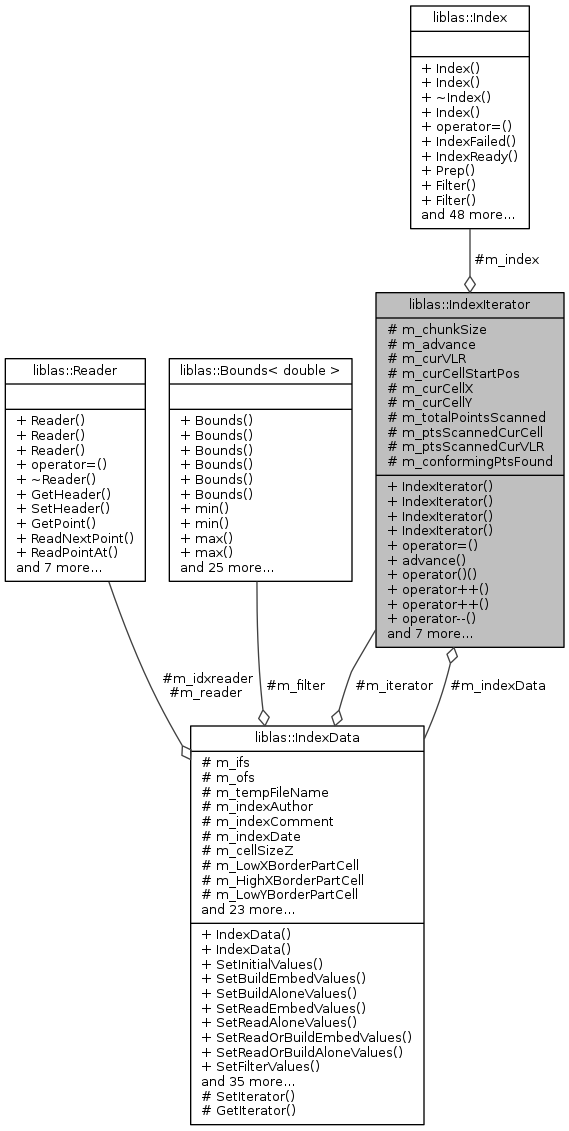 liblas::Index
+ Index()
+ Index()
+ ~Index()
+ Index()
+ operator=()
+ IndexFailed()
+ IndexReady()
+ Prep()
+ Filter()
+ Filter()
and 48 more...
#m_index
liblas::IndexIterator
# m_chunkSize
# m_advance
# m_curVLR
# m_curCellStartPos
# m_curCellX
# m_curCellY
# m_totalPointsScanned
# m_ptsScannedCurCell
# m_ptsScannedCurVLR
# m_conformingPtsFound
+ IndexIterator()
+ IndexIterator()
+ IndexIterator()
+ IndexIterator()
+ operator=()
+ advance()
+ operator()()
+ operator++()
+ operator++()
+ operator--()
and 7 more...
liblas::Reader
+ Reader()
+ Reader()
+ Reader()
+ operator=()
+ ~Reader()
+ GetHeader()
+ SetHeader()
+ GetPoint()
+ ReadNextPoint()
+ ReadPointAt()
and 7 more...
liblas::Bounds< double >
+ Bounds()
+ Bounds()
+ Bounds()
+ Bounds()
+ Bounds()
+ Bounds()
+ min()
+ min()
+ max()
+ max()
and 25 more...
#m_idxreader
#m_reader
#m_filter
#m_iterator
#m_indexData
liblas::IndexData
# m_ifs
# m_ofs
# m_tempFileName
# m_indexAuthor
# m_indexComment
# m_indexDate
# m_cellSizeZ
# m_LowXBorderPartCell
# m_HighXBorderPartCell
# m_LowYBorderPartCell
and 23 more...
+ IndexData()
+ IndexData()
+ SetInitialValues()
+ SetBuildEmbedValues()
+ SetBuildAloneValues()
+ SetReadEmbedValues()
+ SetReadAloneValues()
+ SetReadOrBuildEmbedValues()
+ SetReadOrBuildAloneValues()
+ SetFilterValues()
and 35 more...
# SetIterator()
# GetIterator()